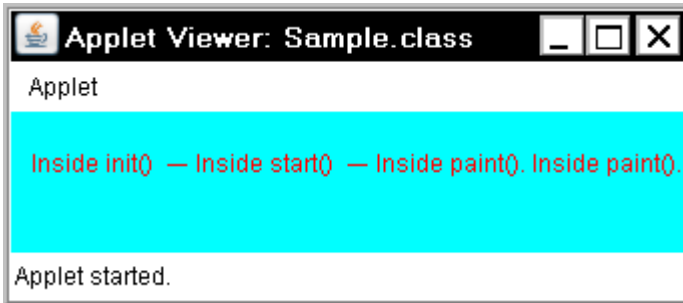 Applet Viewer: Sample.class
Applet
Inside init() — Inside start() — Inside paint(). Inside paint().
Applet started.